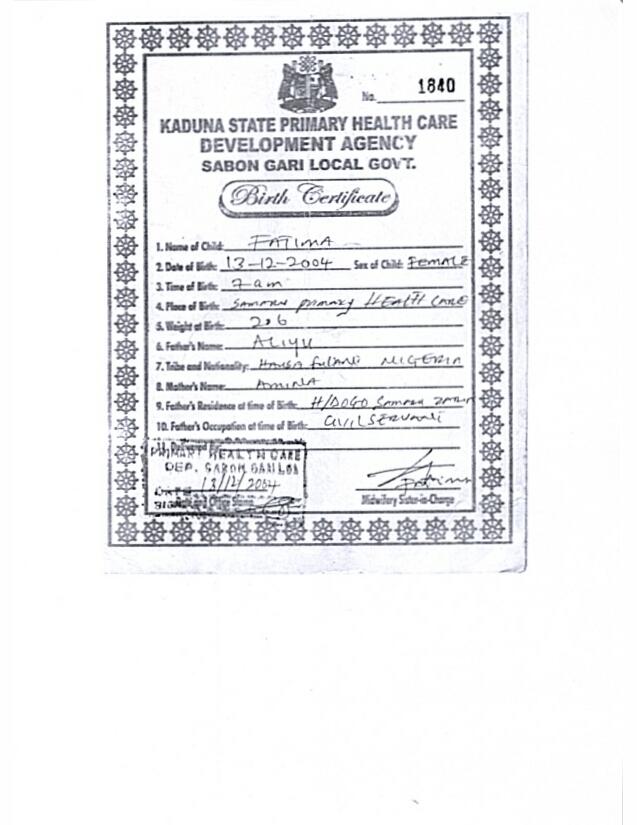 No. 1840
KADUNA STATE PRIMARY HEALTH CARE
DEVELOPMENT AGENCY
SABON GARI LOCAL GOVT.
Birth Certificate
1. Name of Child: FATIMA
2. Date of Birth: 13-12-2004 Sex of Child: FEMALE
3. Time of Birth: 7am
4. Place of Birth: SAMARU PRIMARY HEALTH CARE
5. Weight at Birth: 2.6
6. Father's Name: ALIYU
7. Tribe and Nationality: HAUSA FULANI NIGERIA
8. Mother's Name: AMINA
9. Father's Residence at time of Birth: H/DOGO SAMARU ZARIA
10. Father's Occupation at time of Birth: CIVIL SERVANT
11. Delivered
PRIMARY HEALTH CARE
DEP. SABON GARI LGA
DATE 13/12/2004
SIGN
Fatima
Midwifery Sister-in-Charge